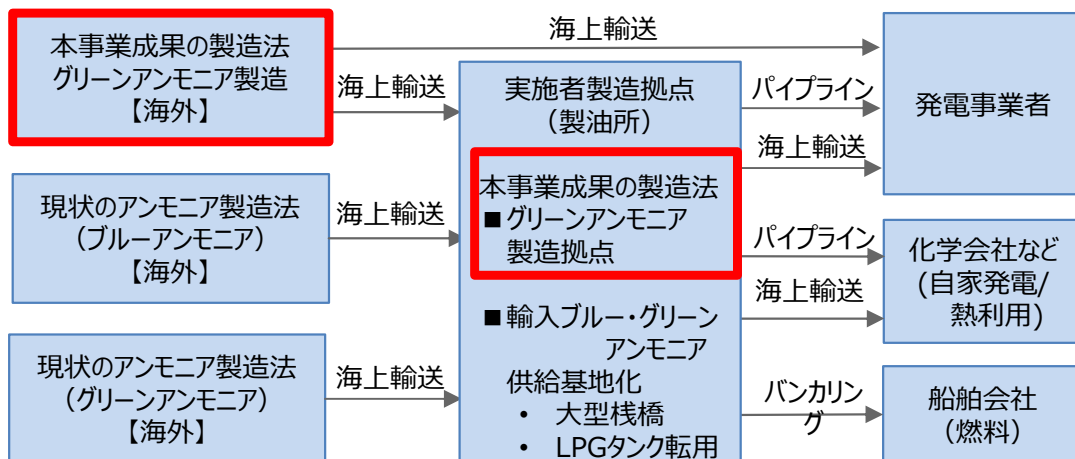 本事業成果の製造法
グリーンアンモニア製造
【海外】
現状のアンモニア製造法
（ブルーアンモニア）
【海外】
現状のアンモニア製造法
（グリーンアンモニア）
【海外】
海上輸送
海上輸送
海上輸送
海上輸送
実施者製造拠点
（製油所）
本事業成果の製造法
■グリーンアンモニア
製造拠点
■輸入ブルー・グリーン
アンモニア
供給基地化
• 大型桟橋
• LPGタンク転用
パイプライン
海上輸送
パイプライン
海上輸送
バンカリン
グ
発電事業者
化学会社など
(自家発電/
熱利用)
船舶会社
（燃料）